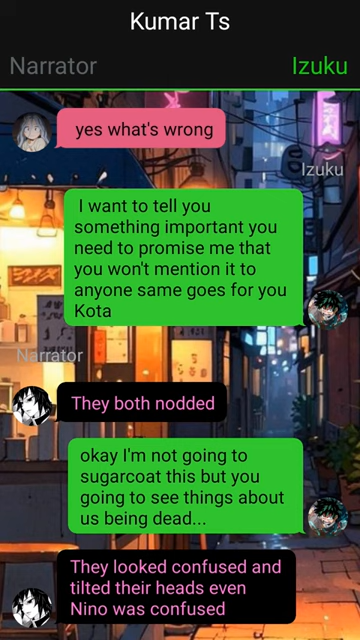 Kumar Ts
Narrator
Izuku
yes what's wrong
Izuku
I want to tell you
something important you
need to promise me that
you won't mention it to
anyone same goes for you
Kota
Narrator
They both nodded
okay I'm not going to
sugarcoat this but you
going to see things about
us being dead...
They looked confused and
tilted their heads even
Nino was confused